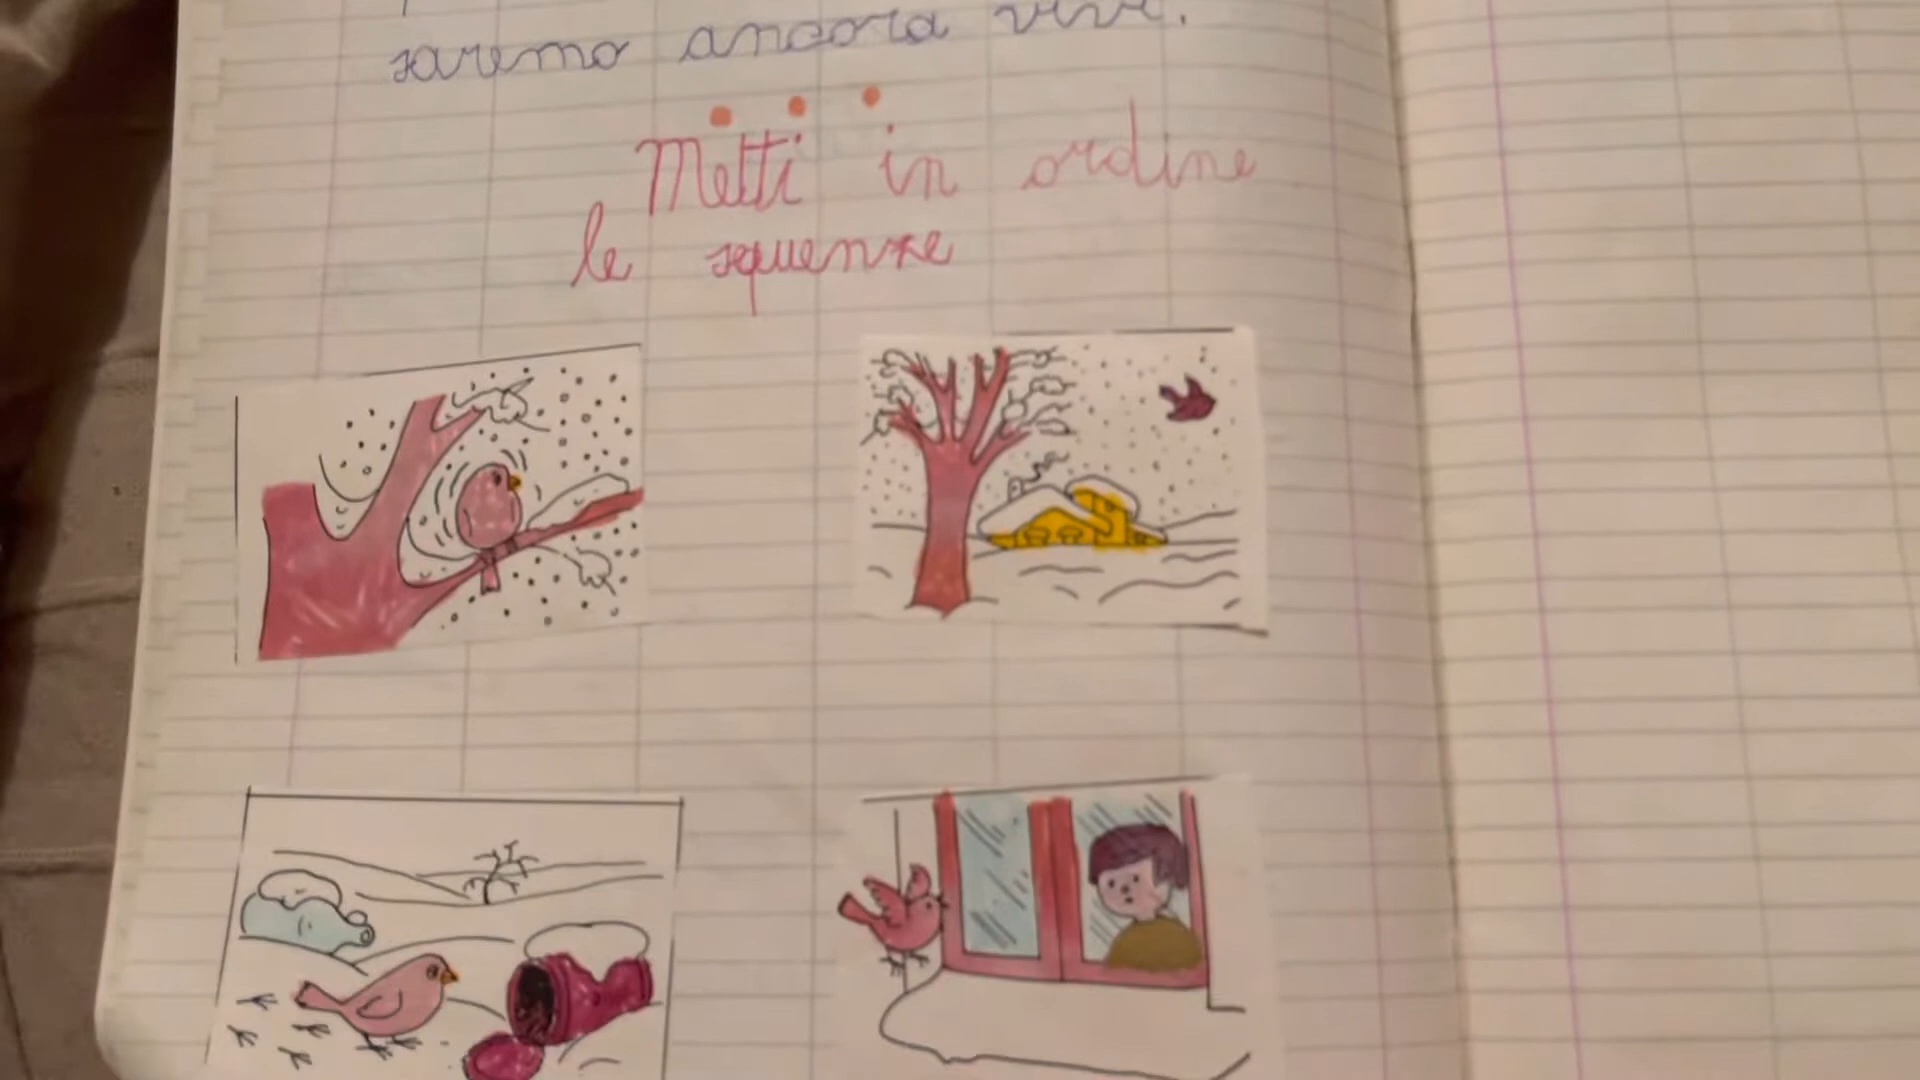 saremo ancora vivi.
Metti in ordine
le sequenze